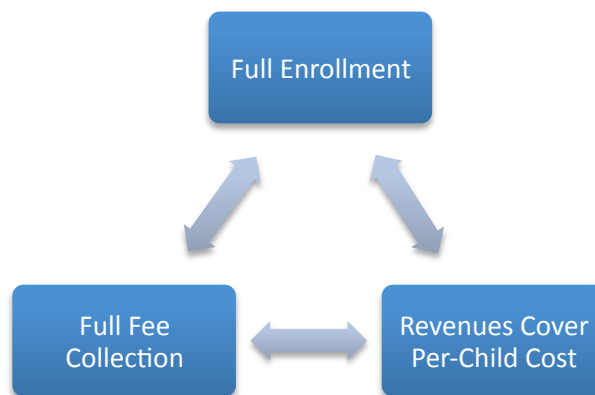 Full Enrollment
Full Fee
Collection
Revenues Cover
Per-Child Cost